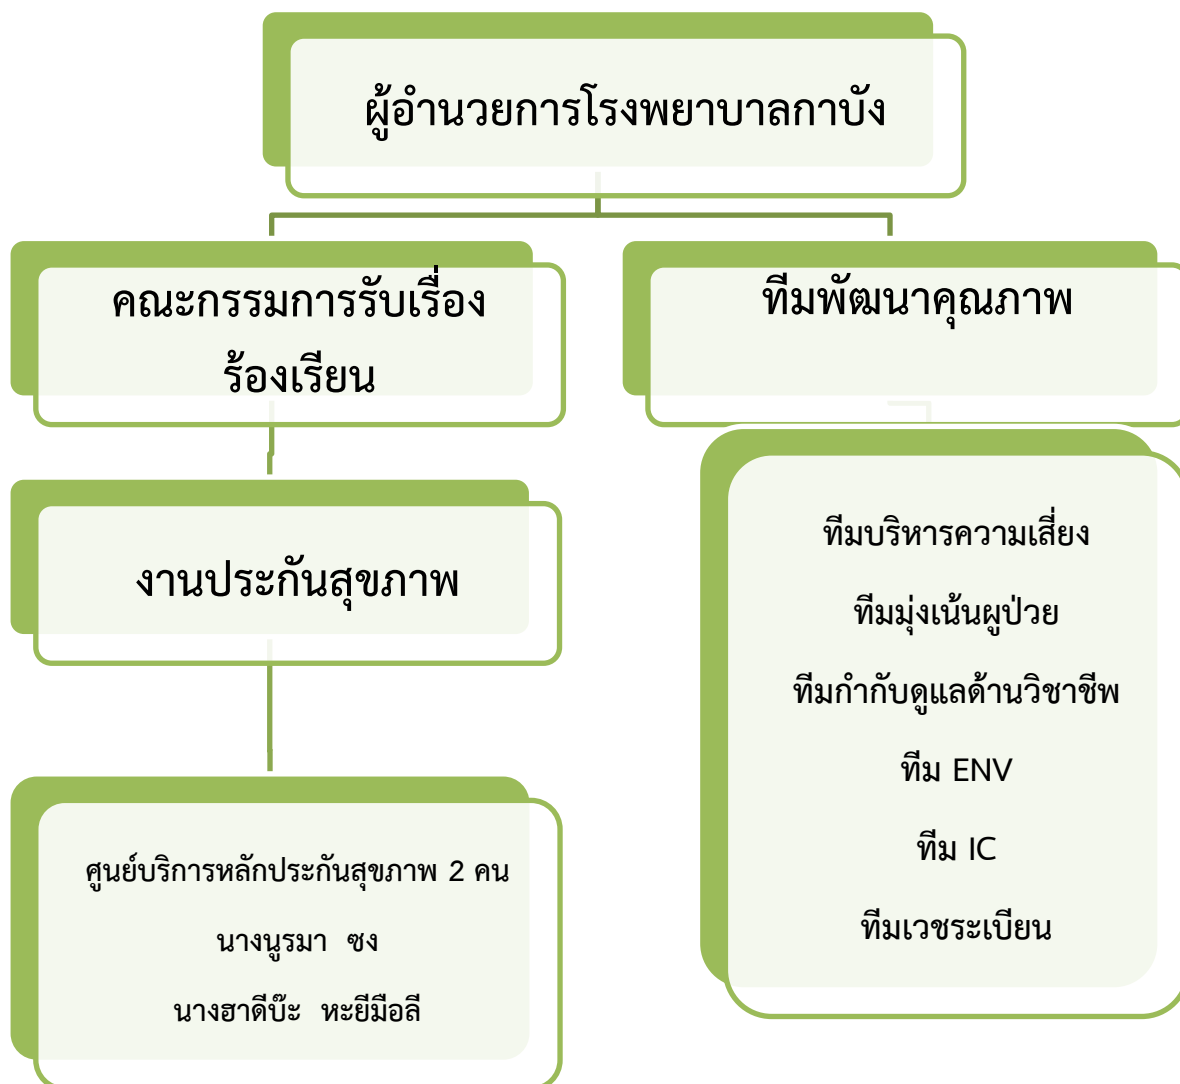 ผู้อำนวยการโรงพยาบาลกาบัง
คณะกรรมการรับเรื่อง
ร้องเรียน
ทีมพัฒนาคุณภาพ
งานประกันสุขภาพ
ศูนย์บริการหลักประกันสุขภาพ 2 คน
นางนูรมา ซง
นางฮาดีบ๊ะ หะยีมือลี
ทีมบริหารความเสี่ยง
ทีมมุ่งเน้นผูป่วย
ทีมกำกับดูแลด้านวิชาชีพ
ทีม ENV
ทีม IC
ทีมเวชระเบียน